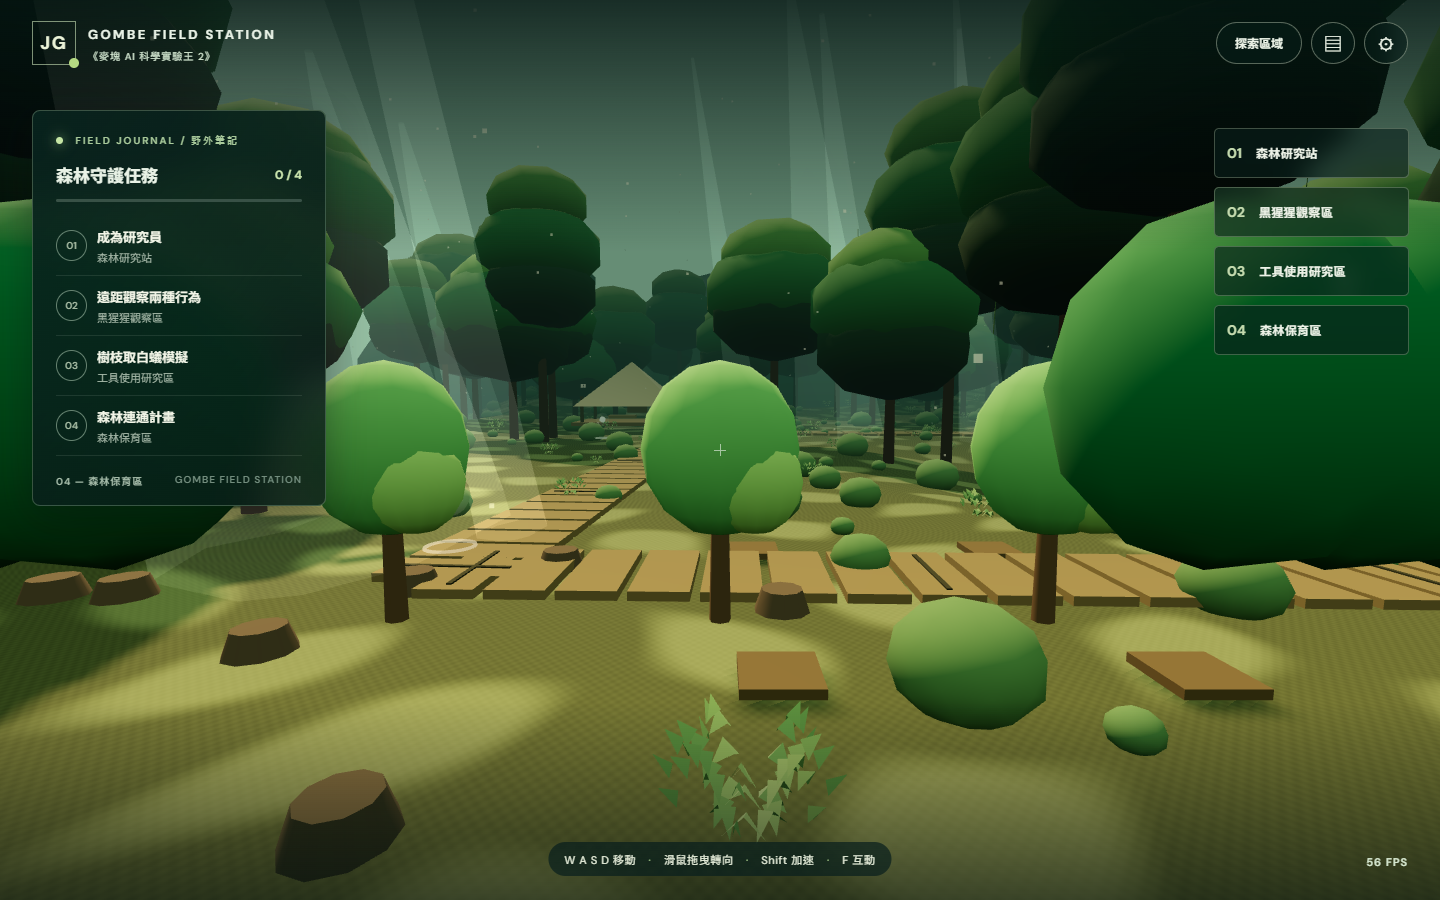 JG
GOMBE FIELD STATION
《麥塊 AI 科學實驗王 2》
探索區域
FIELD JOURNAL / 野外筆記
森林守護任務 0 / 4
01 成為研究員
森林研究站
02 遠距觀察兩種行為
黑猩猩觀察區
03 樹枝取白蟻模擬
工具使用研究區
04 森林連通計畫
森林保育區
04 — 森林保育區 GOMBE FIELD STATION
01 森林研究站
02 黑猩猩觀察區
03 工具使用研究區
04 森林保育區
W A S D 移動 · 滑鼠拖曳轉向 · Shift 加速 · F 互動
56 FPS